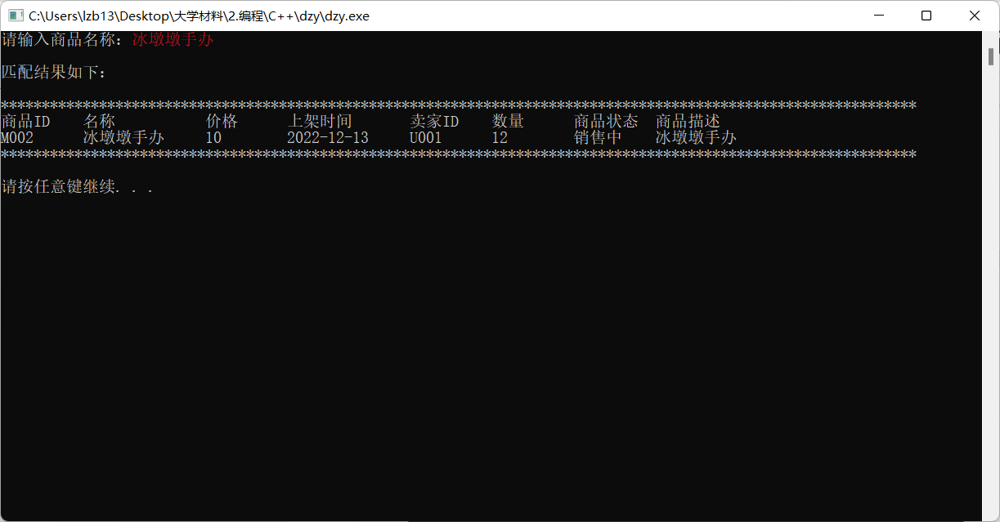 C:\Users\lzb13\Desktop\大学材料\2.编程\C++\dzy\dzy.exe
请输入商品名称：冰墩墩手办
匹配结果如下：
****************************************************************************************************************
商品ID 名称 价格 上架时间 卖家ID 数量 商品状态 商品描述
M002 冰墩墩手办 10 2022-12-13 U001 12 销售中 冰墩墩手办
****************************************************************************************************************
请按任意键继续. . .